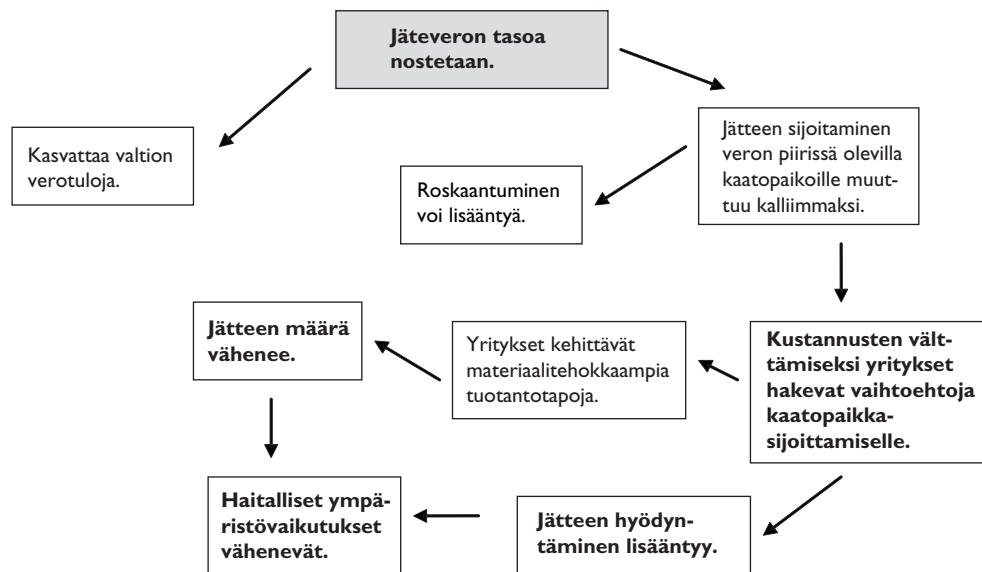 Jäteveron tasoa
nostetaan.
Kasvattaa valtion
verotuloja.
Jätteen sijoitaminen
veron piirissä olevilla
kaatopaikoille muut-
tuu kalliimmaksi.
Roskaantuminen
voi lisääntyä.
Jätteen määrä
vähenee.
Yritykset kehittävät
materiaalitehokkaampia
tuotantotapoja.
Kustannusten vält-
tämiseksi yritykset
hakevat vaihtoehtoja
kaatopaikka-
sijoittamiselle.
Haitalliset ympä-
ristövaikutukset
vähenevät.
Jätteen hyödyn-
täminen lisääntyy.